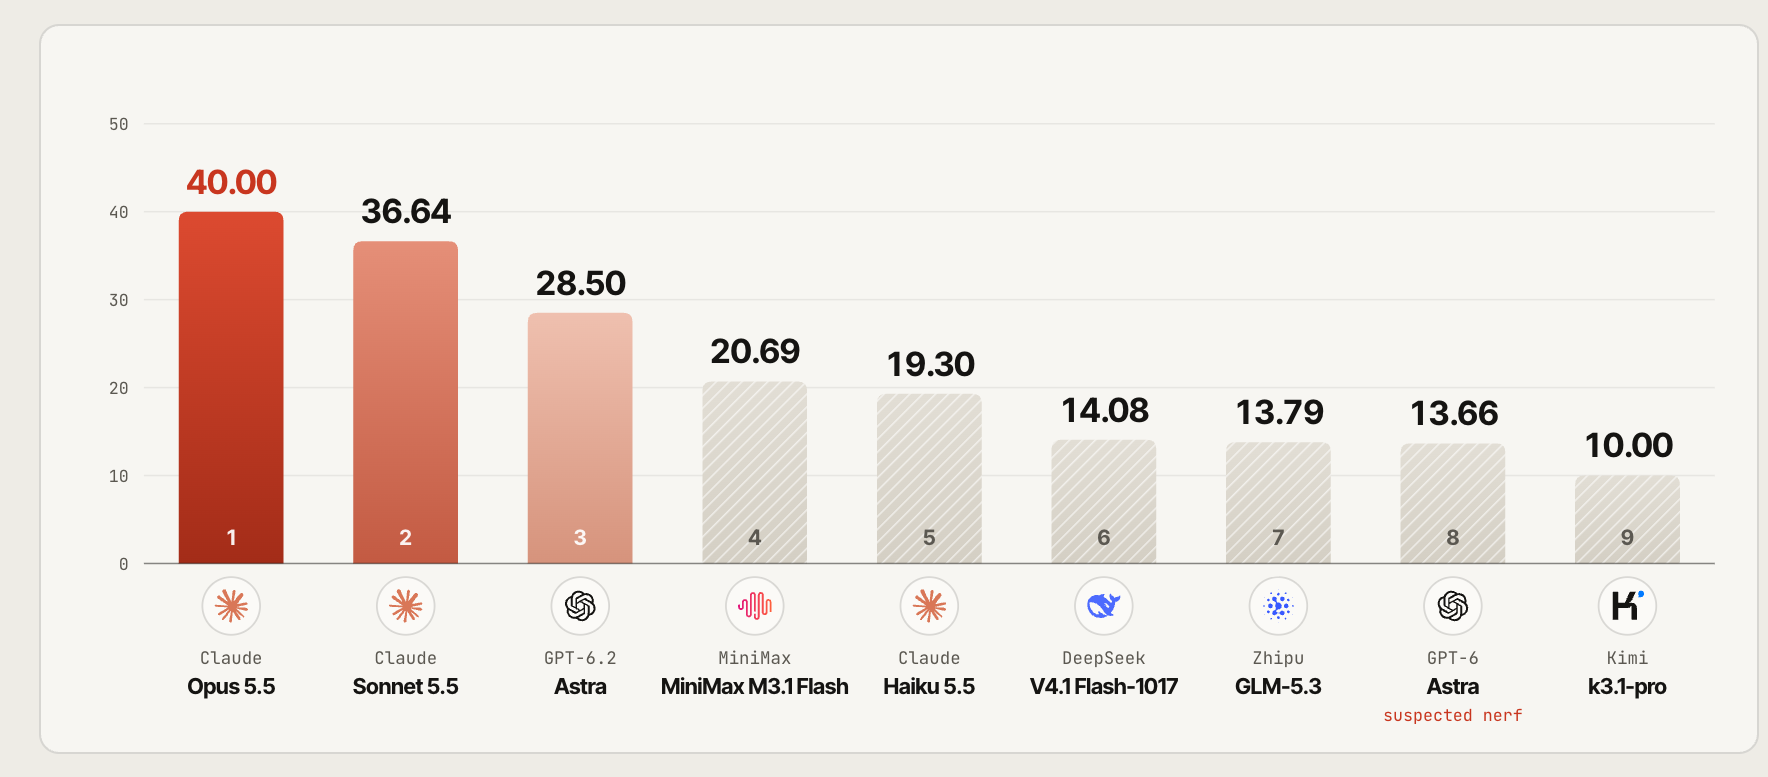 50
40.00
40
36.64
30
28.50
20.69
19.30
20
14.08
13.79
13.66
10.00
10
1
2
3
4
5
6
7
8
9
0
Claude
Opus 5.5
Claude
Sonnet 5.5
GPT-6.2
Astra
MiniMax
MiniMax M3.1 Flash
Claude
Haiku 5.5
DeepSeek
V4.1 Flash-1017
Zhipu
GLM-5.3
GPT-6
Astra
suspected nerf
Kimi
k3.1-pro